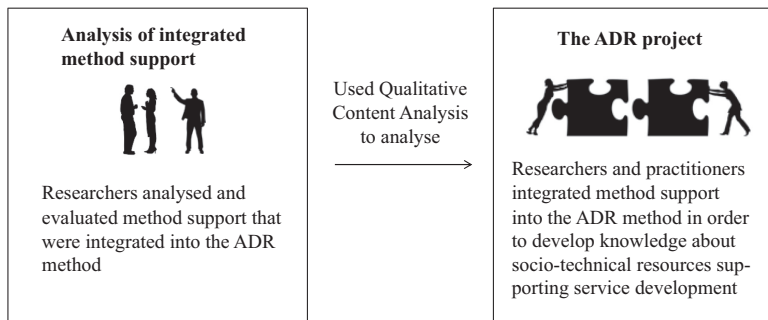 Analysis of integrated
method support
Researchers analysed and
evaluated method support that
were integrated into the ADR
method
Used Qualitative
Content Analysis
to analyse
The ADR project
Researchers and practitioners
integrated method support
into the ADR method in order
to develop knowledge about
socio-technical resources sup-
porting service development